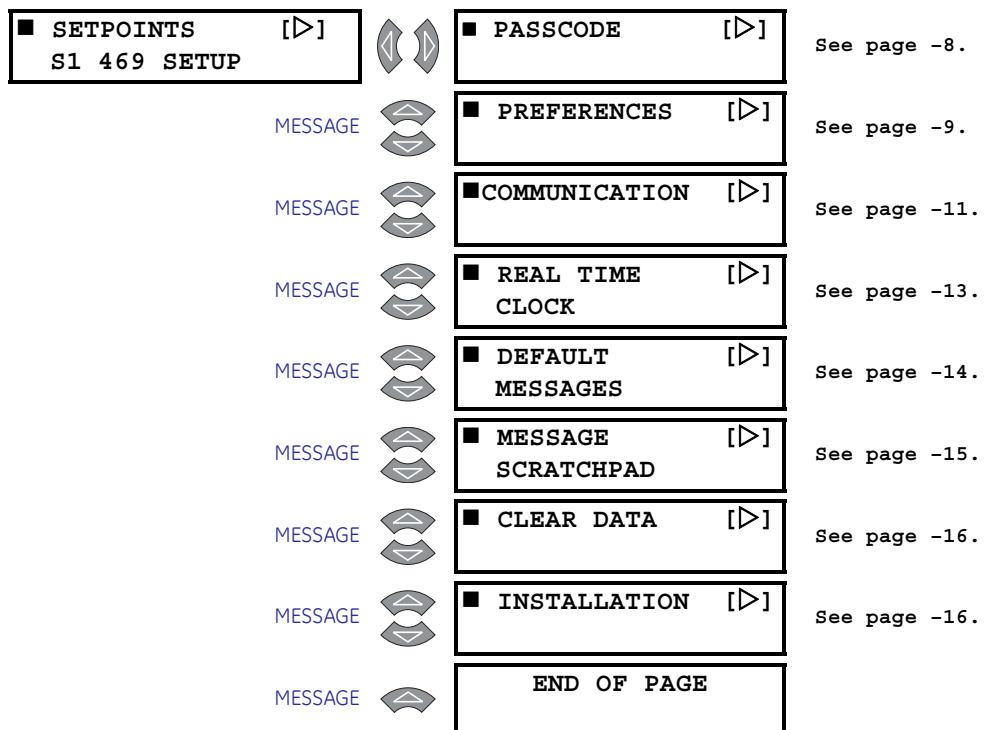 ■ SETPOINTS [▷]
S1 469 SETUP
■ PASSCODE [▷]
See page –8.
MESSAGE
■ PREFERENCES [▷]
See page –9.
MESSAGE
■COMMUNICATION [▷]
See page –11.
MESSAGE
■ REAL TIME [▷]
CLOCK
See page –13.
MESSAGE
■ DEFAULT [▷]
MESSAGES
See page –14.
MESSAGE
■ MESSAGE [▷]
SCRATCHPAD
See page –15.
MESSAGE
■ CLEAR DATA [▷]
See page –16.
MESSAGE
■ INSTALLATION [▷]
See page –16.
MESSAGE
END OF PAGE